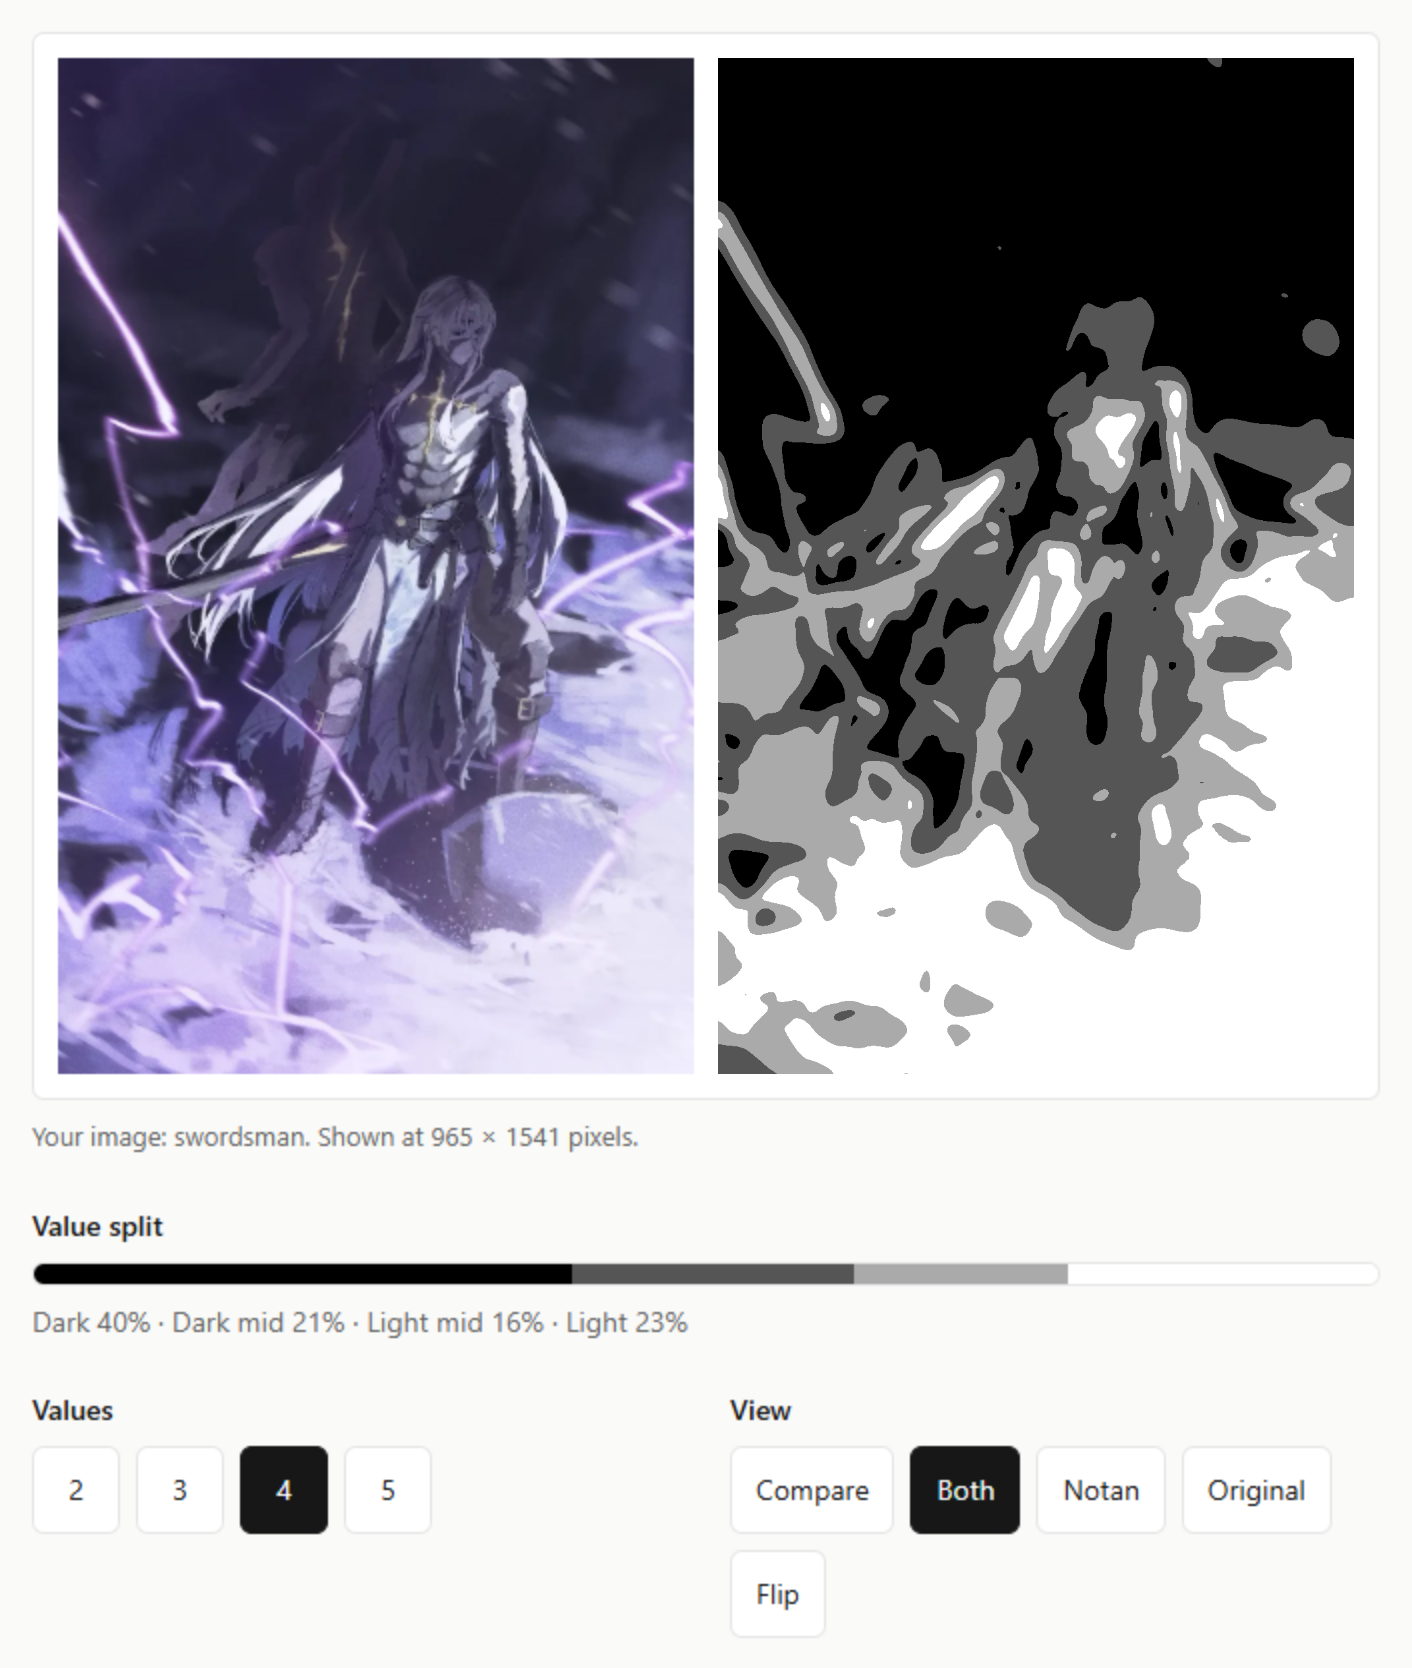 Your image: swordsman. Shown at 965 × 1541 pixels.
Value split
Dark 40% · Dark mid 21% · Light mid 16% · Light 23%
Values
2 3 4 5
View
Compare Both Notan Original
Flip